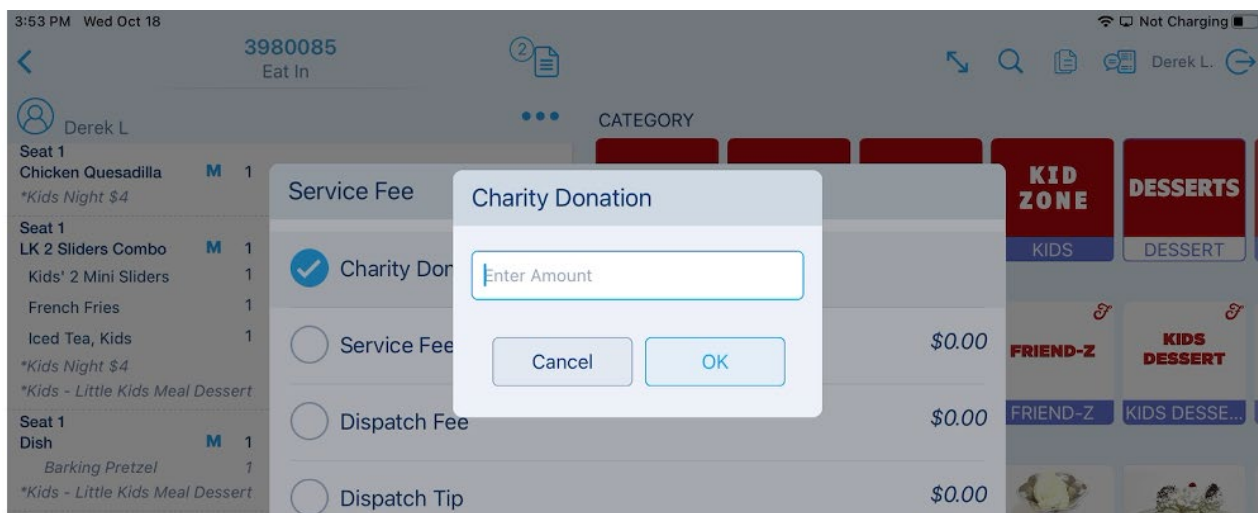 3:53 PM Wed Oct 18
Not Charging
3980085
Eat In
2
Derek L.
Derek L
CATEGORY
Seat 1
Chicken Quesadilla M 1
*Kids Night $4
Seat 1
LK 2 Sliders Combo M 1
Kids' 2 Mini Sliders 1
French Fries 1
Iced Tea, Kids 1
*Kids Night $4
*Kids - Little Kids Meal Dessert
Seat 1
Dish M 1
Barking Pretzel 1
*Kids - Little Kids Meal Dessert
Service Fee
Charity Don
Service Fee $0.00
Dispatch Fee $0.00
Dispatch Tip $0.00
Charity Donation
Enter Amount
Cancel OK
KID
ZONE
KIDS
DESSERTS
DESSERT
F
FRIEND-Z
FRIEND-Z
F
KIDS
DESSERT
KIDS DESSE...